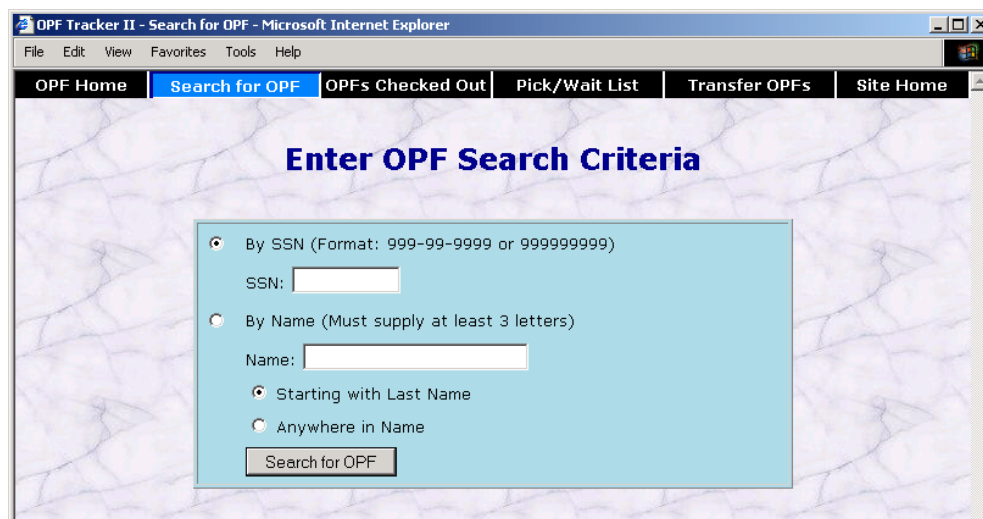 OPF Tracker II - Search for OPF - Microsoft Internet Explorer
File Edit View Favorites Tools Help
OPF Home Search for OPF OPFs Checked Out Pick/Wait List Transfer OPFs Site Home
Enter OPF Search Criteria
By SSN (Format: 999-99-9999 or 999999999)
SSN:
By Name (Must supply at least 3 letters)
Name:
Starting with Last Name
Anywhere in Name
Search for OPF